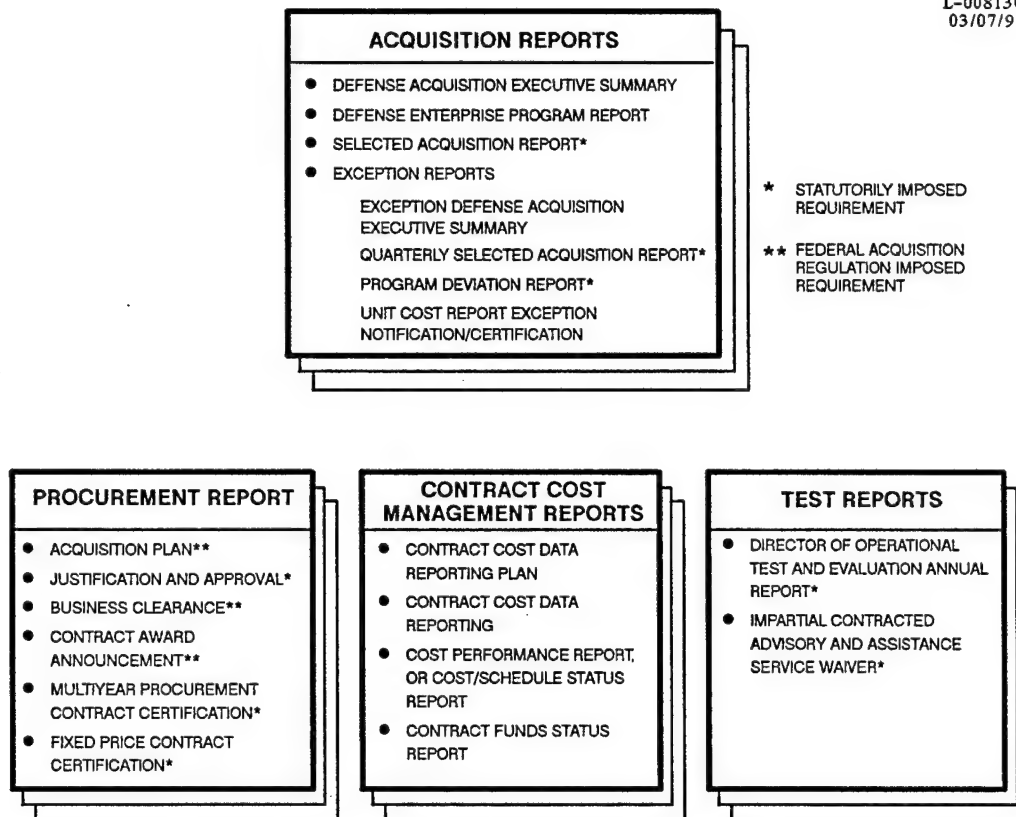 03/07/9
ACQUISITION REPORTS
● DEFENSE ACQUISITION EXECUTIVE SUMMARY
● DEFENSE ENTERPRISE PROGRAM REPORT
● SELECTED ACQUISITION REPORT*
● EXCEPTION REPORTS
EXCEPTION DEFENSE ACQUISITION
EXECUTIVE SUMMARY
QUARTERLY SELECTED ACQUISITION REPORT*
PROGRAM DEVIATION REPORT*
UNIT COST REPORT EXCEPTION
NOTIFICATION/CERTIFICATION
* STATUTORILY IMPOSED
REQUIREMENT
** FEDERAL ACQUISITION
REGULATION IMPOSED
REQUIREMENT
PROCUREMENT REPORT
● ACQUISITION PLAN**
● JUSTIFICATION AND APPROVAL*
● BUSINESS CLEARANCE**
● CONTRACT AWARD
ANNOUNCEMENT**
● MULTIYEAR PROCUREMENT
CONTRACT CERTIFICATION*
● FIXED PRICE CONTRACT
CERTIFICATION*
CONTRACT COST
MANAGEMENT REPORTS
● CONTRACT COST DATA
REPORTING PLAN
● CONTRACT COST DATA
REPORTING
● COST PERFORMANCE REPORT,
OR COST/SCHEDULE STATUS
REPORT
● CONTRACT FUNDS STATUS
REPORT
TEST REPORTS
● DIRECTOR OF OPERATIONAL
TEST AND EVALUATION ANNUAL
REPORT*
● IMPARTIAL CONTRACTED
ADVISORY AND ASSISTANCE
SERVICE WAIVER*